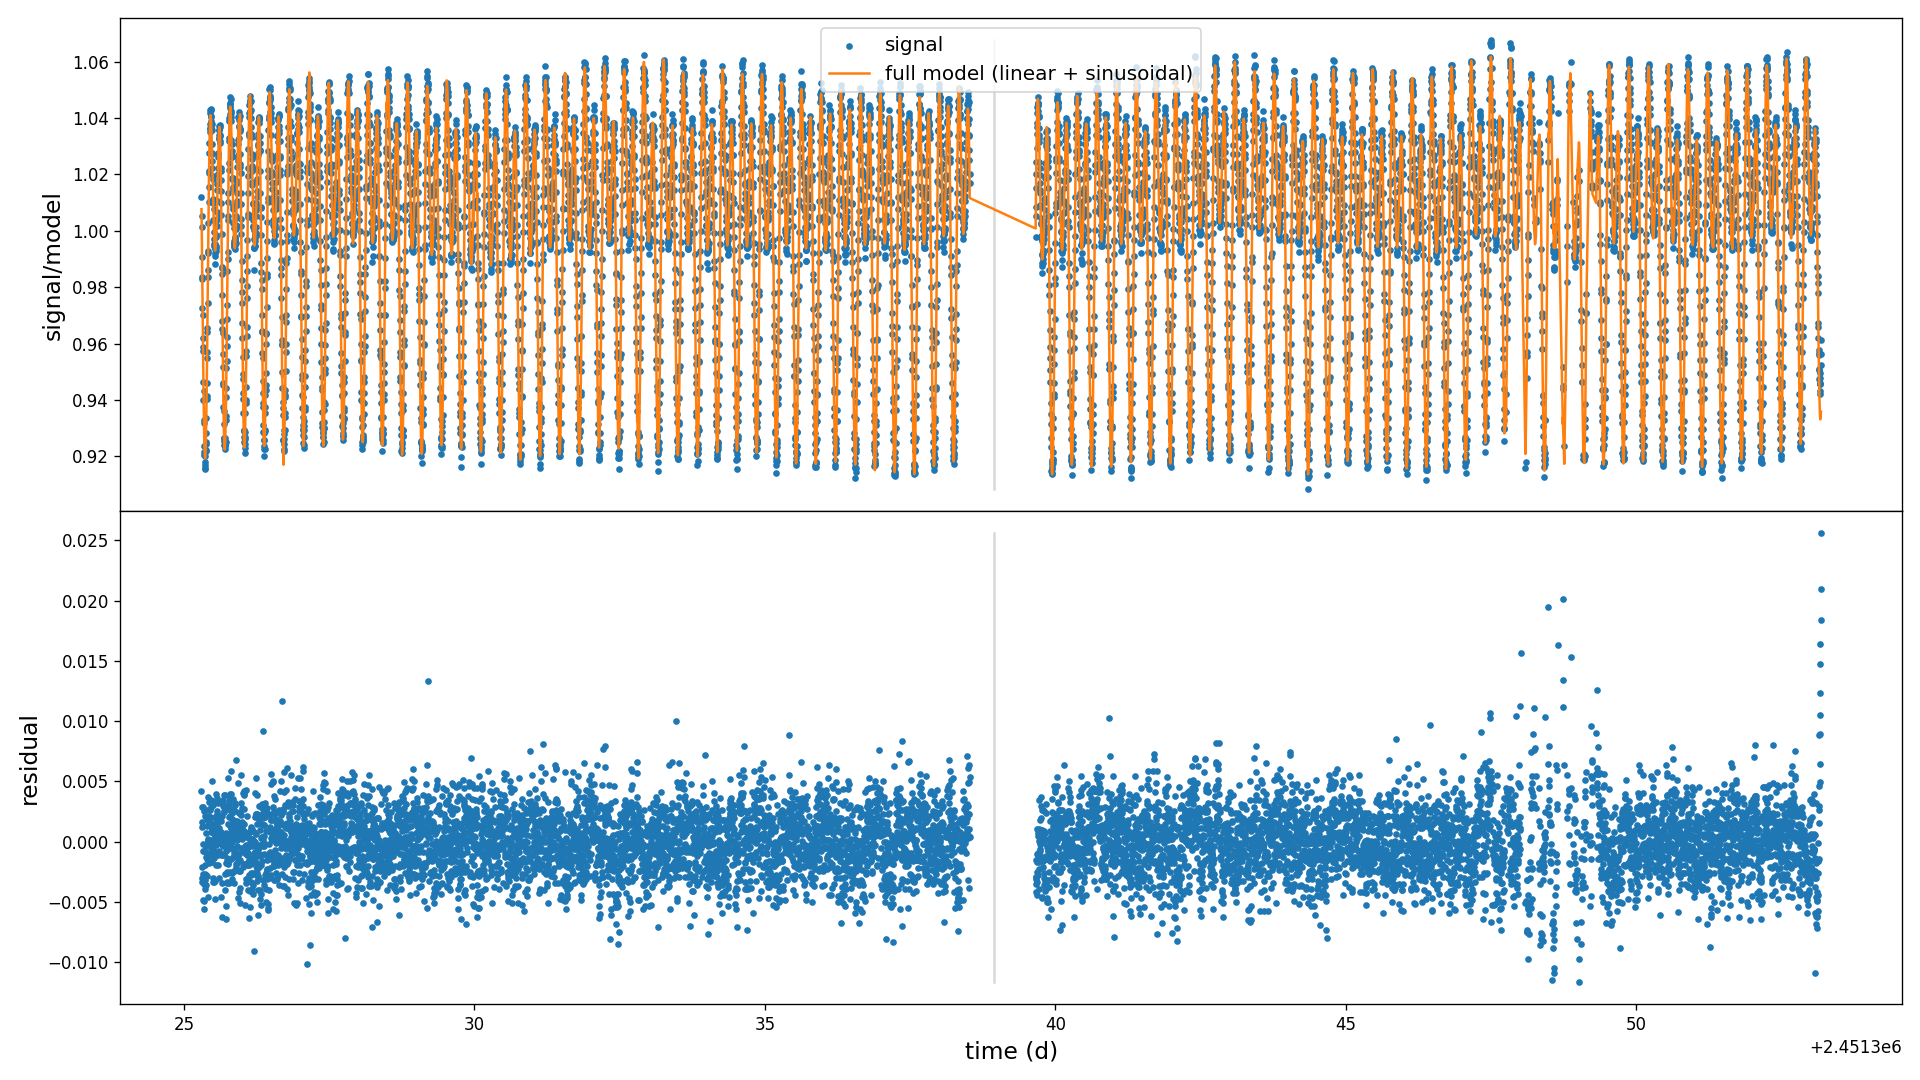 signal
full model (linear + sinusoidal)
1.06
1.04
1.02
1.00
0.98
0.96
0.94
0.92
signal/model
0.025
0.020
0.015
0.010
0.005
0.000
−0.005
−0.010
residual
25 30 35 40 45 50
time (d)
+2.4513e6